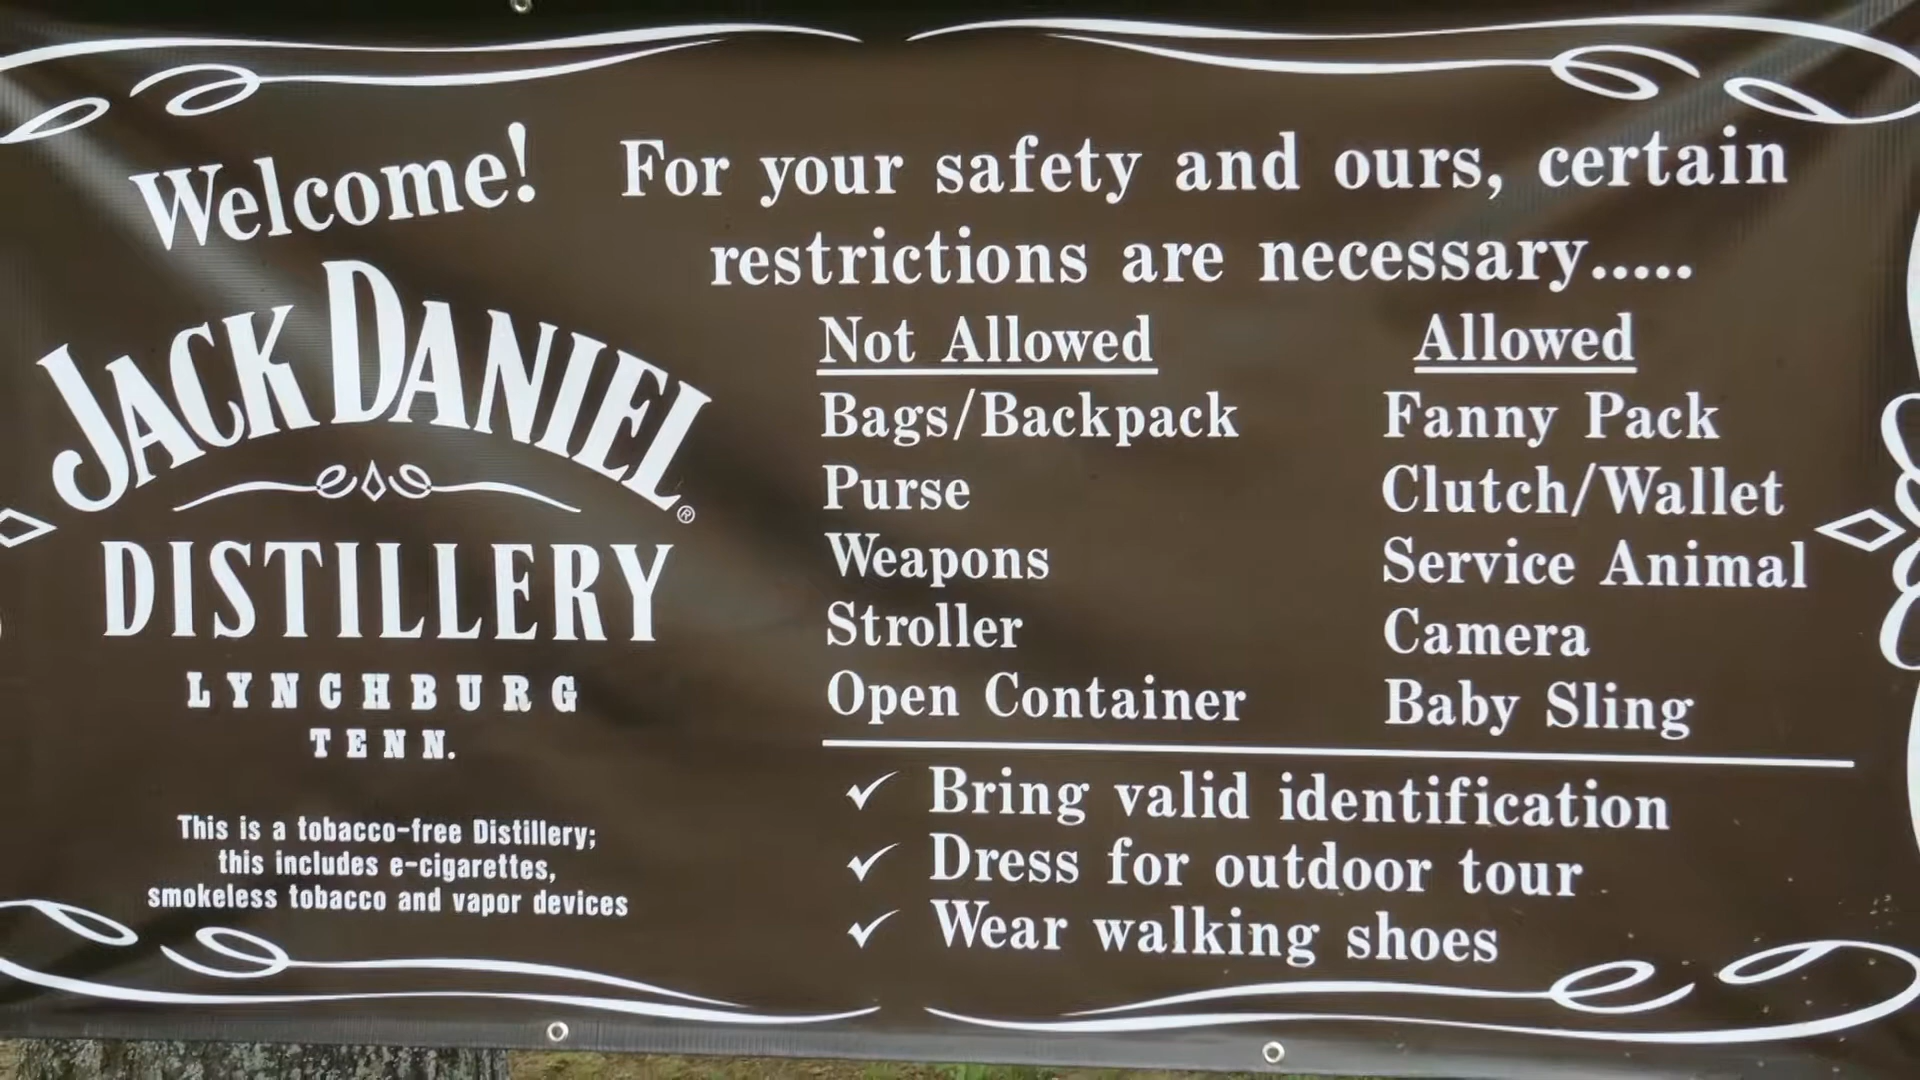 Welcome!
JACK DANIEL®
DISTILLERY
LYNCHBURG
TENN.
This is a tobacco-free Distillery;
this includes e-cigarettes,
smokeless tobacco and vapor devices
For your safety and ours, certain
restrictions are necessary.....
Not Allowed
Bags/Backpack
Purse
Weapons
Stroller
Open Container
Allowed
Fanny Pack
Clutch/Wallet
Service Animal
Camera
Baby Sling
✓ Bring valid identification
✓ Dress for outdoor tour
✓ Wear walking shoes